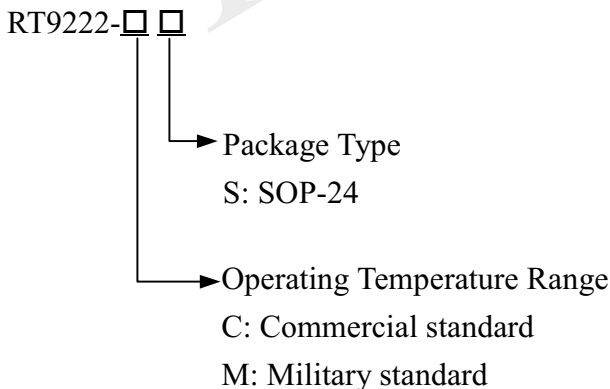 RT9222-□ □
Package Type
S: SOP-24
Operating Temperature Range
C: Commercial standard
M: Military standard